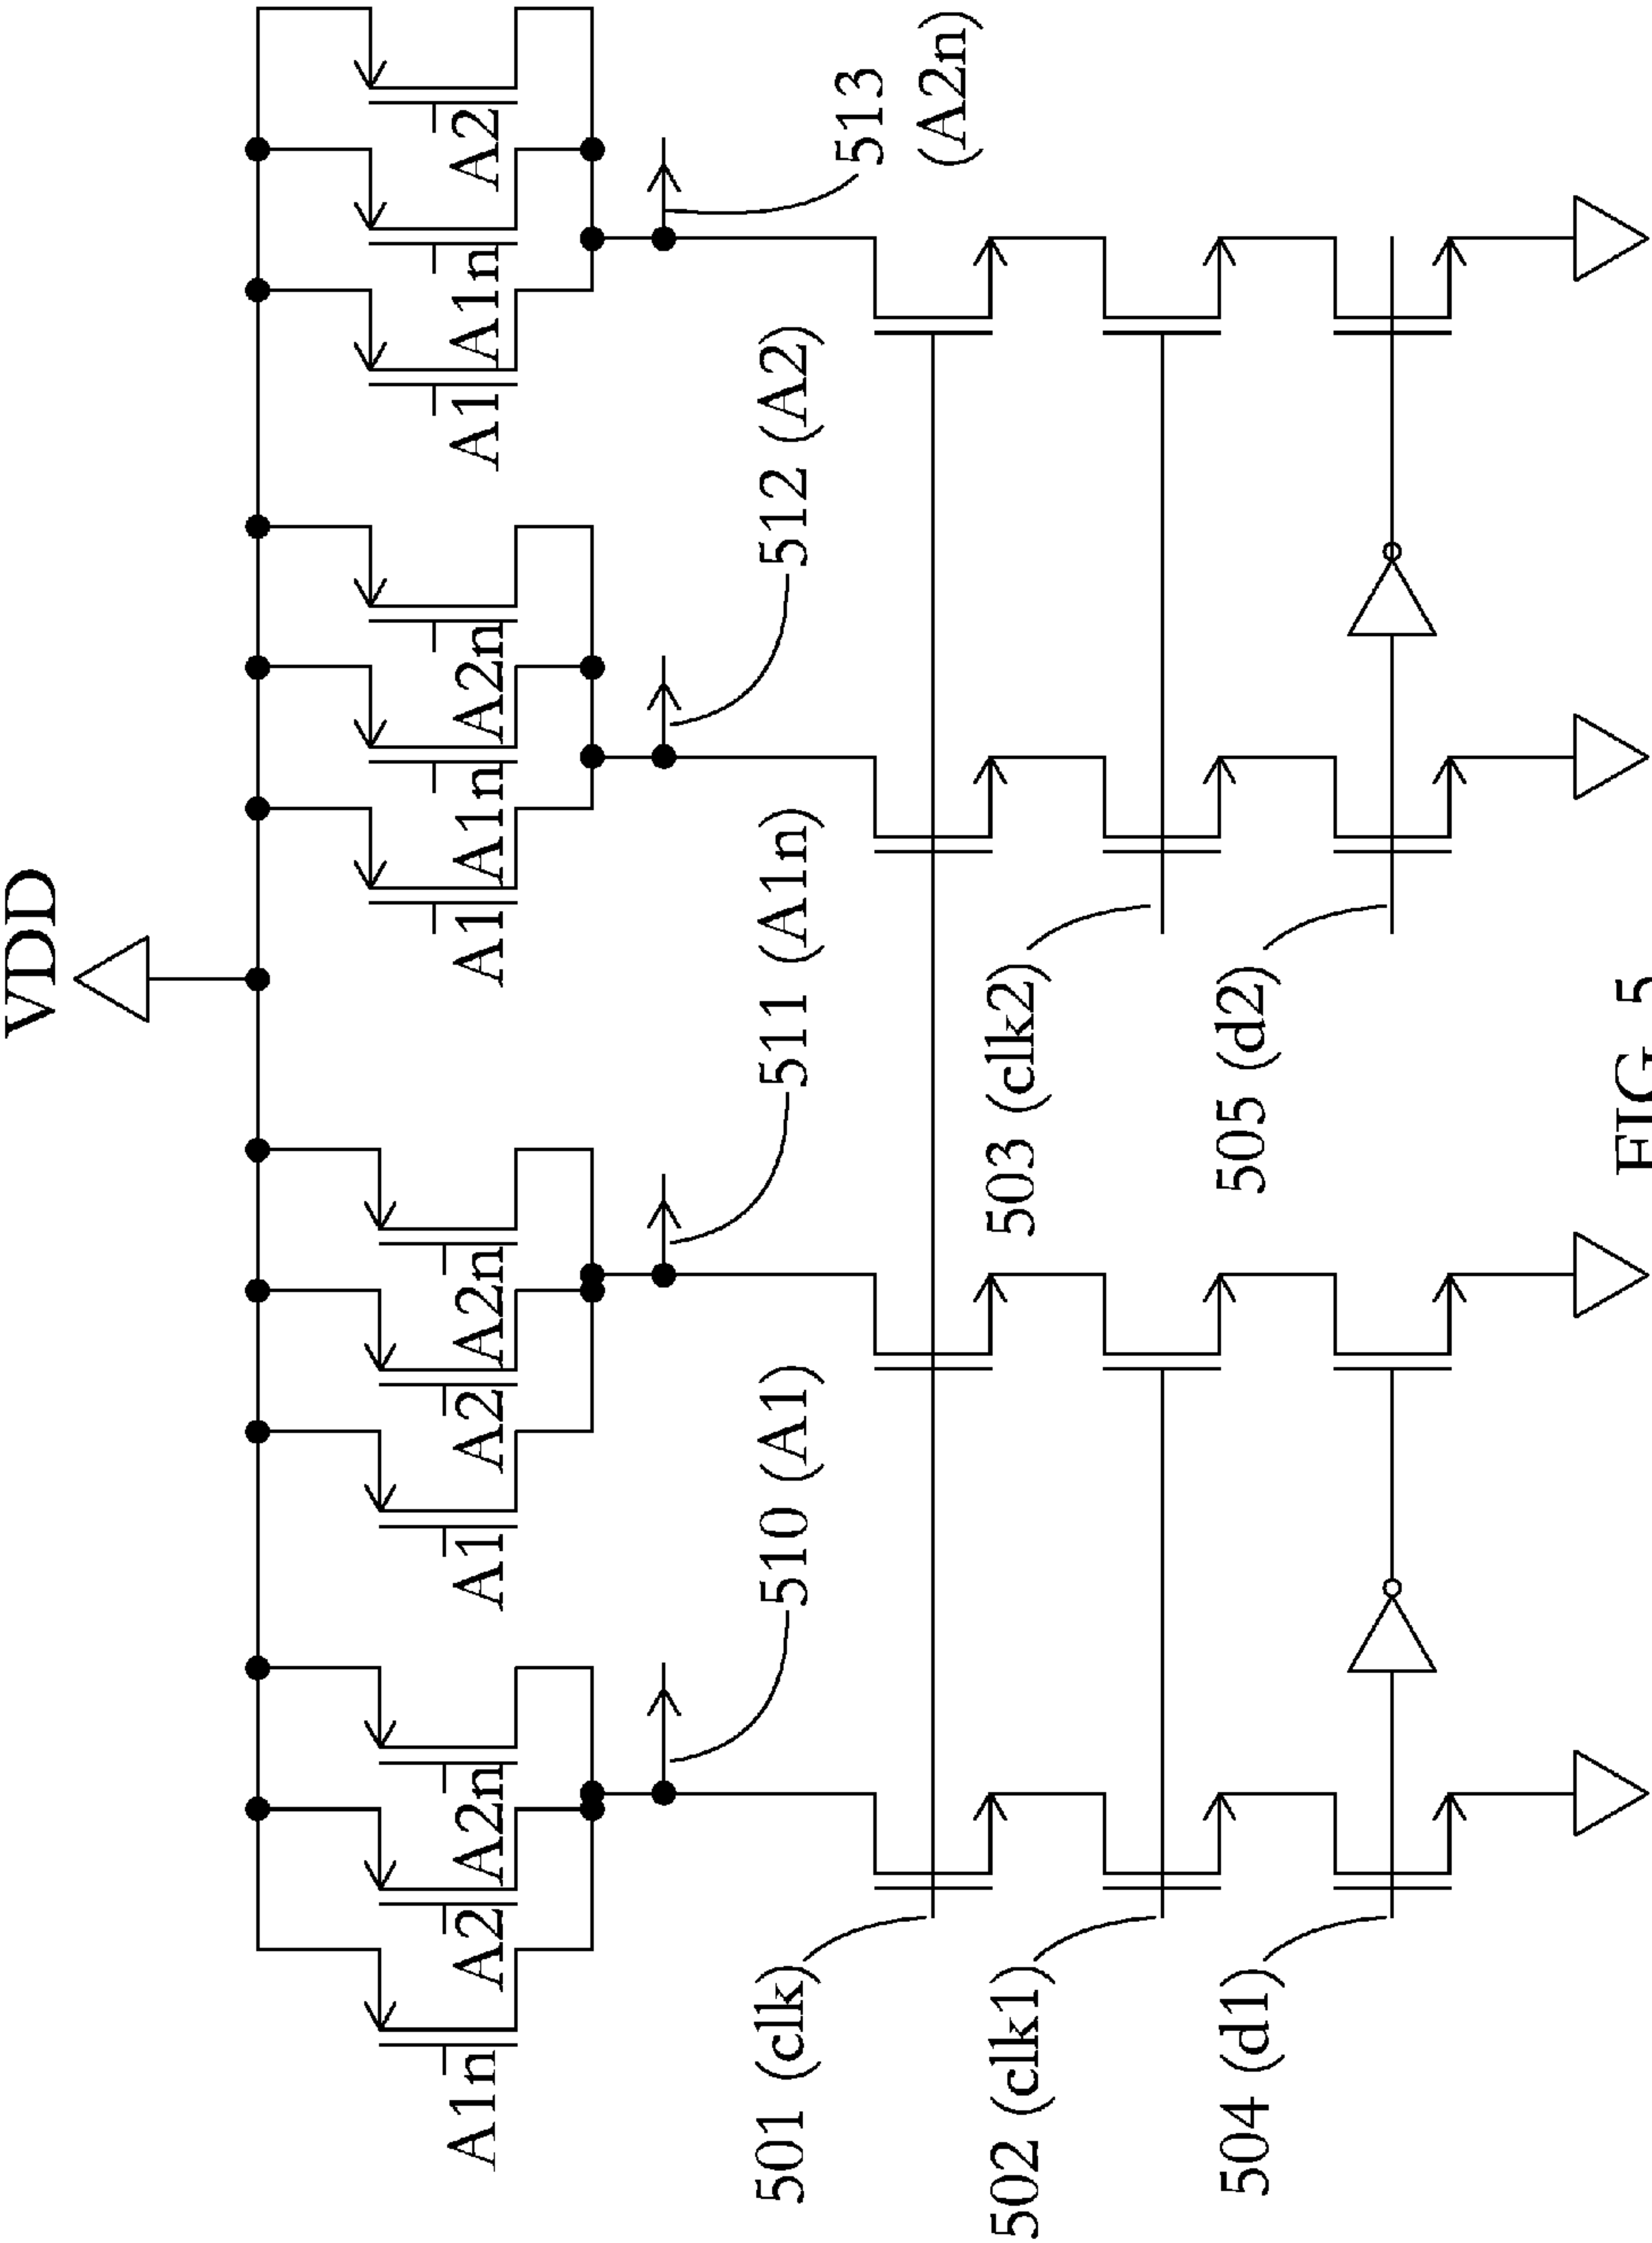 VDD
A1n
A2
A2n
A1
A2
A2n
A1
A1n
A2n
A1
A1n
A2
501 (clk)
510 (A1)
511 (A1n)
512 (A2)
513
(A2n)
502 (clk1)
503 (clk2)
504 (d1)
505 (d2)
FIG 5